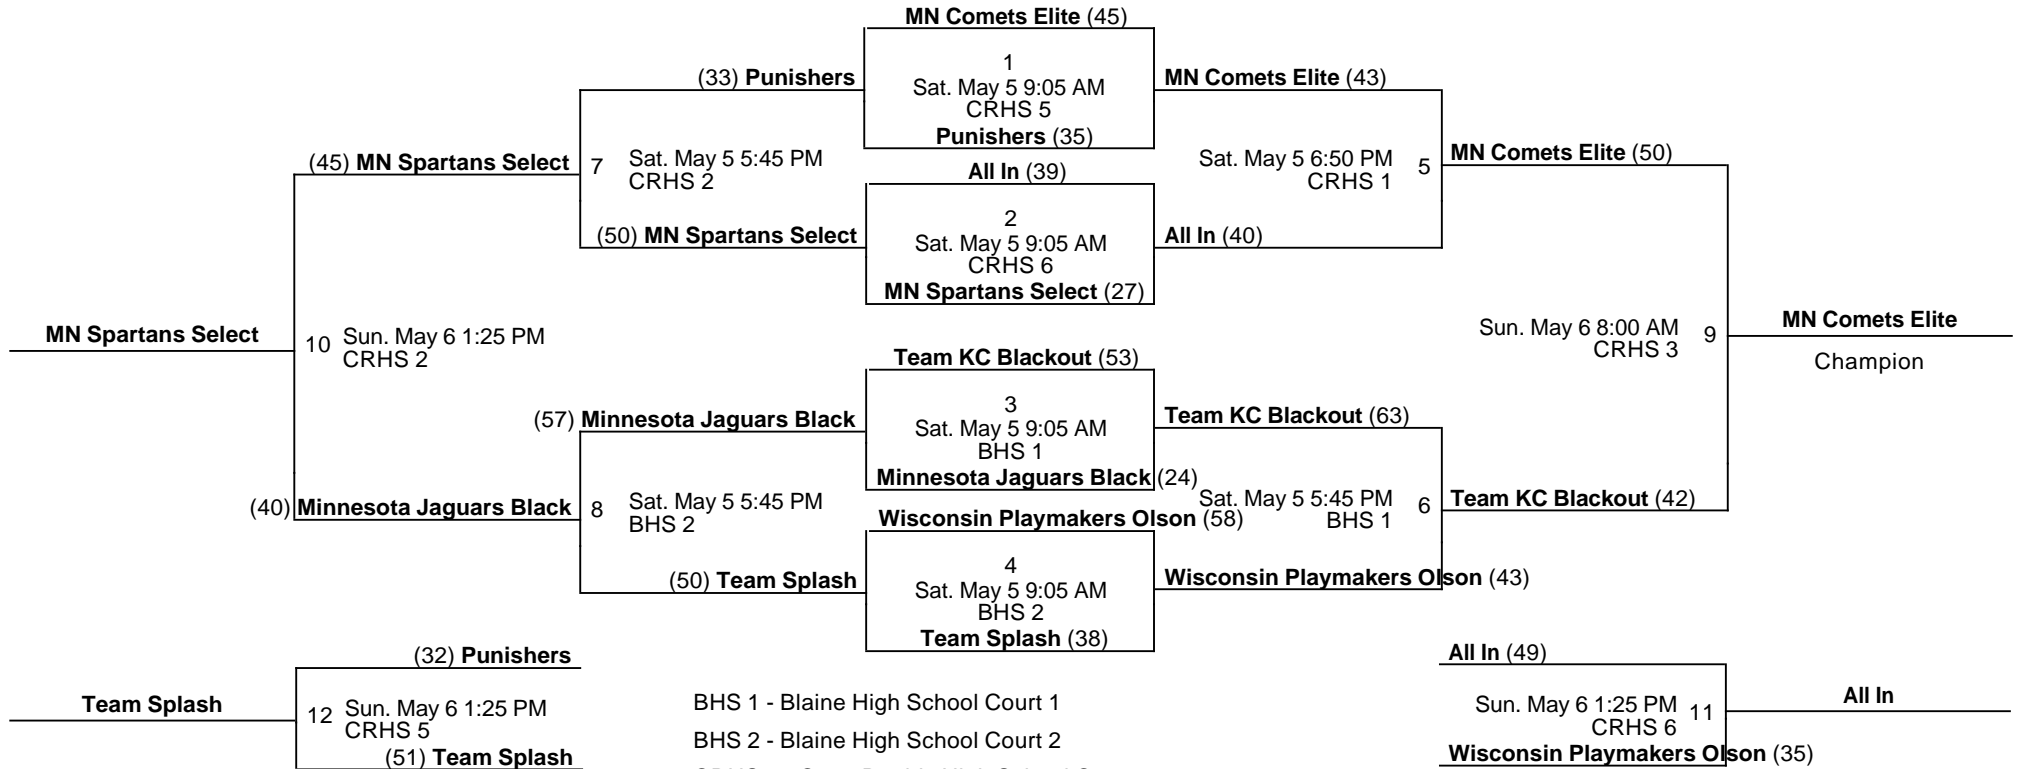 MN Comets Elite (45)
1
Sat. May 5 9:05 AM
CRHS 5
Punishers (35)
(33) Punishers
MN Comets Elite (43)
(45) MN Spartans Select
7
Sat. May 5 5:45 PM
CRHS 2
Sat. May 5 6:50 PM
CRHS 1
5
MN Comets Elite (50)
All In (39)
2
Sat. May 5 9:05 AM
CRHS 6
MN Spartans Select (27)
(50) MN Spartans Select
All In (40)
MN Spartans Select
10
Sun. May 6 1:25 PM
CRHS 2
Sun. May 6 8:00 AM
CRHS 3
9
MN Comets Elite
Champion
Team KC Blackout (53)
3
Sat. May 5 9:05 AM
BHS 1
Minnesota Jaguars Black (24)
(57) Minnesota Jaguars Black
Team KC Blackout (63)
(40) Minnesota Jaguars Black
8
Sat. May 5 5:45 PM
BHS 2
Sat. May 5 5:45 PM
BHS 1
6
Team KC Blackout (42)
Wisconsin Playmakers Olson (58)
4
Sat. May 5 9:05 AM
BHS 2
Team Splash (38)
(50) Team Splash
Wisconsin Playmakers Olson (43)
(32) Punishers
Team Splash
12
Sun. May 6 1:25 PM
CRHS 5
(51) Team Splash
BHS 1 - Blaine High School Court 1
BHS 2 - Blaine High School Court 2
All In (49)
Sun. May 6 1:25 PM
CRHS 6
11
All In
Wisconsin Playmakers Olson (35)